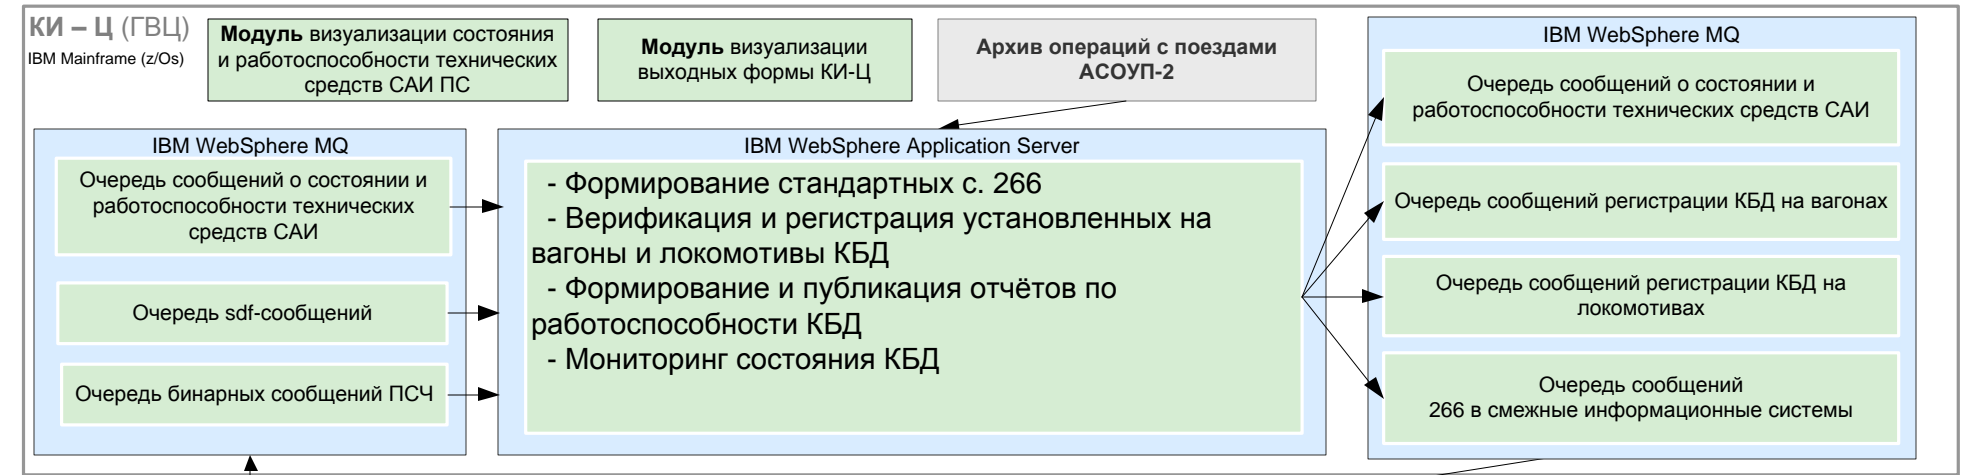 КИ – Ц (ГВЦ)
IBM Mainframe (z/Os)
Модуль визуализации состояния
и работоспособности технических
средств САИ ПС
Модуль визуализации
выходных формы КИ-Ц
Архив операций с поездами
АСОУП-2
IBM WebSphere MQ
Очередь сообщений о состоянии и
работоспособности технических
средств САИ
Очередь sdf-сообщений
Очередь бинарных сообщений ПСЧ
IBM WebSphere Application Server
- Формирование стандартных с. 266
- Верификация и регистрация установленных на
вагоны и локомотивы КБД
- Формирование и публикация отчётов по
работоспособности КБД
- Мониторинг состояния КБД
IBM WebSphere MQ
Очередь сообщений о состоянии и
работоспособности технических средств САИ
Очередь сообщений регистрации КБД на вагонах
Очередь сообщений регистрации КБД на
локомотивах
Очередь сообщений
266 в смежные информационные системы